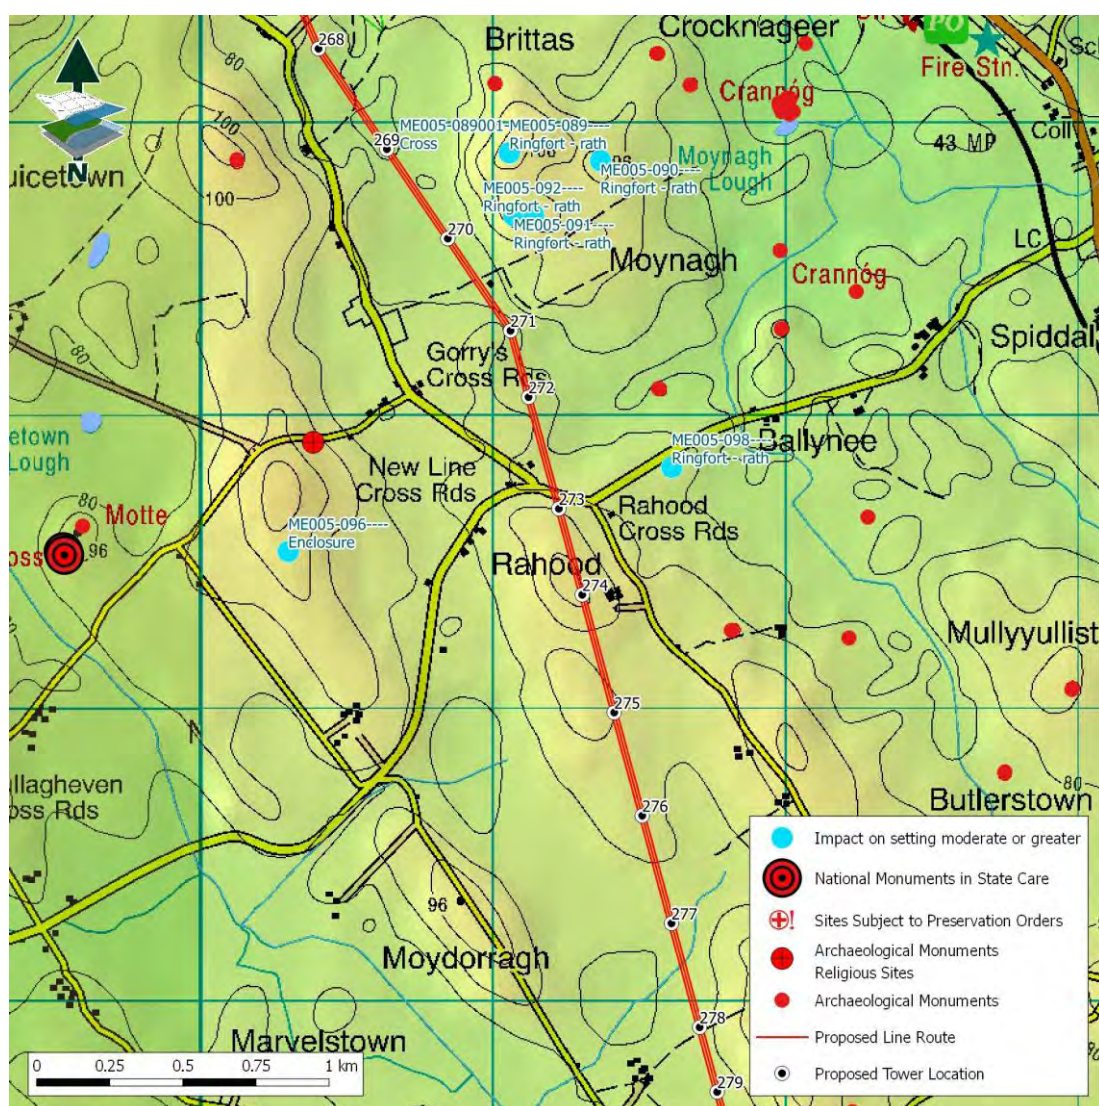 268
Brittas
Crocknageer
PO
Fire Stn.
80
Crannóg
100
269
ME005-089001-ME005-089----
Cross
Ringfort - rath
43 MP
Coll
N
96
ME005-090----
Ringfort - rath
Moynagh
Lough
uicetown
100
ME005-092----
Ringfort - rath
ME005-091----
Ringfort - rath
270
LC
Moynagh
Crannóg
271
Spiddal
80
Gorry's
Cross Rds
272
etown
Lough
ME005-098----
Ringfort - rath
Ballynee
New Line
Cross Rds
80
Motte
273
Rahood
Cross Rds
ME005-096----
Enclosure
oss
96
Rahood
274
Mullyyullist
275
N
llagheven
oss Rds
80
Butlerstown
276
96
277
Moydorragh
278
Marvelstown
80
279
0 0.25 0.5 0.75 1 km
Impact on setting moderate or greater
National Monuments in State Care
Sites Subject to Preservation Orders
Archaeological Monuments
Religious Sites
Archaeological Monuments
Proposed Line Route
Proposed Tower Location